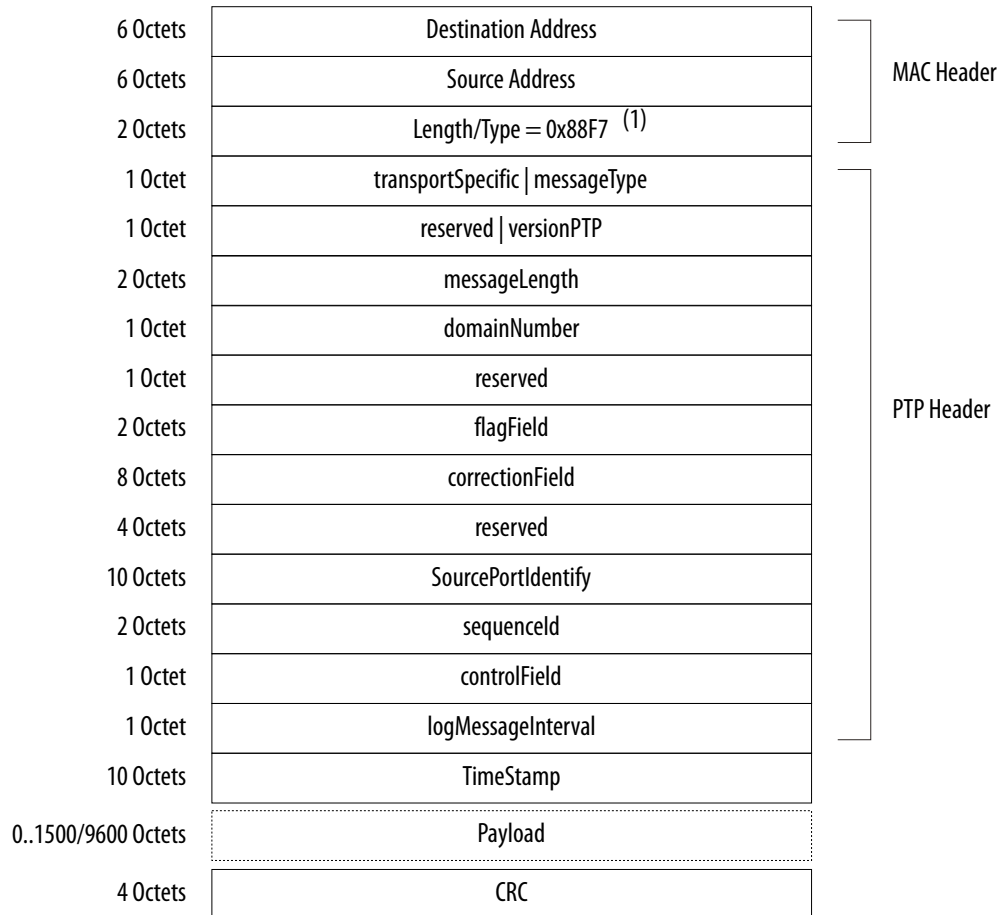 6 Octets Destination Address
6 Octets Source Address
MAC Header
2 Octets Length/Type = 0x88F7 (1)
1 Octet transportSpecific | messageType
1 Octet reserved | versionPTP
2 Octets messageLength
1 Octet domainNumber
1 Octet reserved
2 Octets flagField
PTP Header
8 Octets correctionField
4 Octets reserved
10 Octets SourcePortIdentify
2 Octets sequenceId
1 Octet controlField
1 Octet logMessageInterval
10 Octets TimeStamp
0..1500/9600 Octets Payload
4 Octets CRC